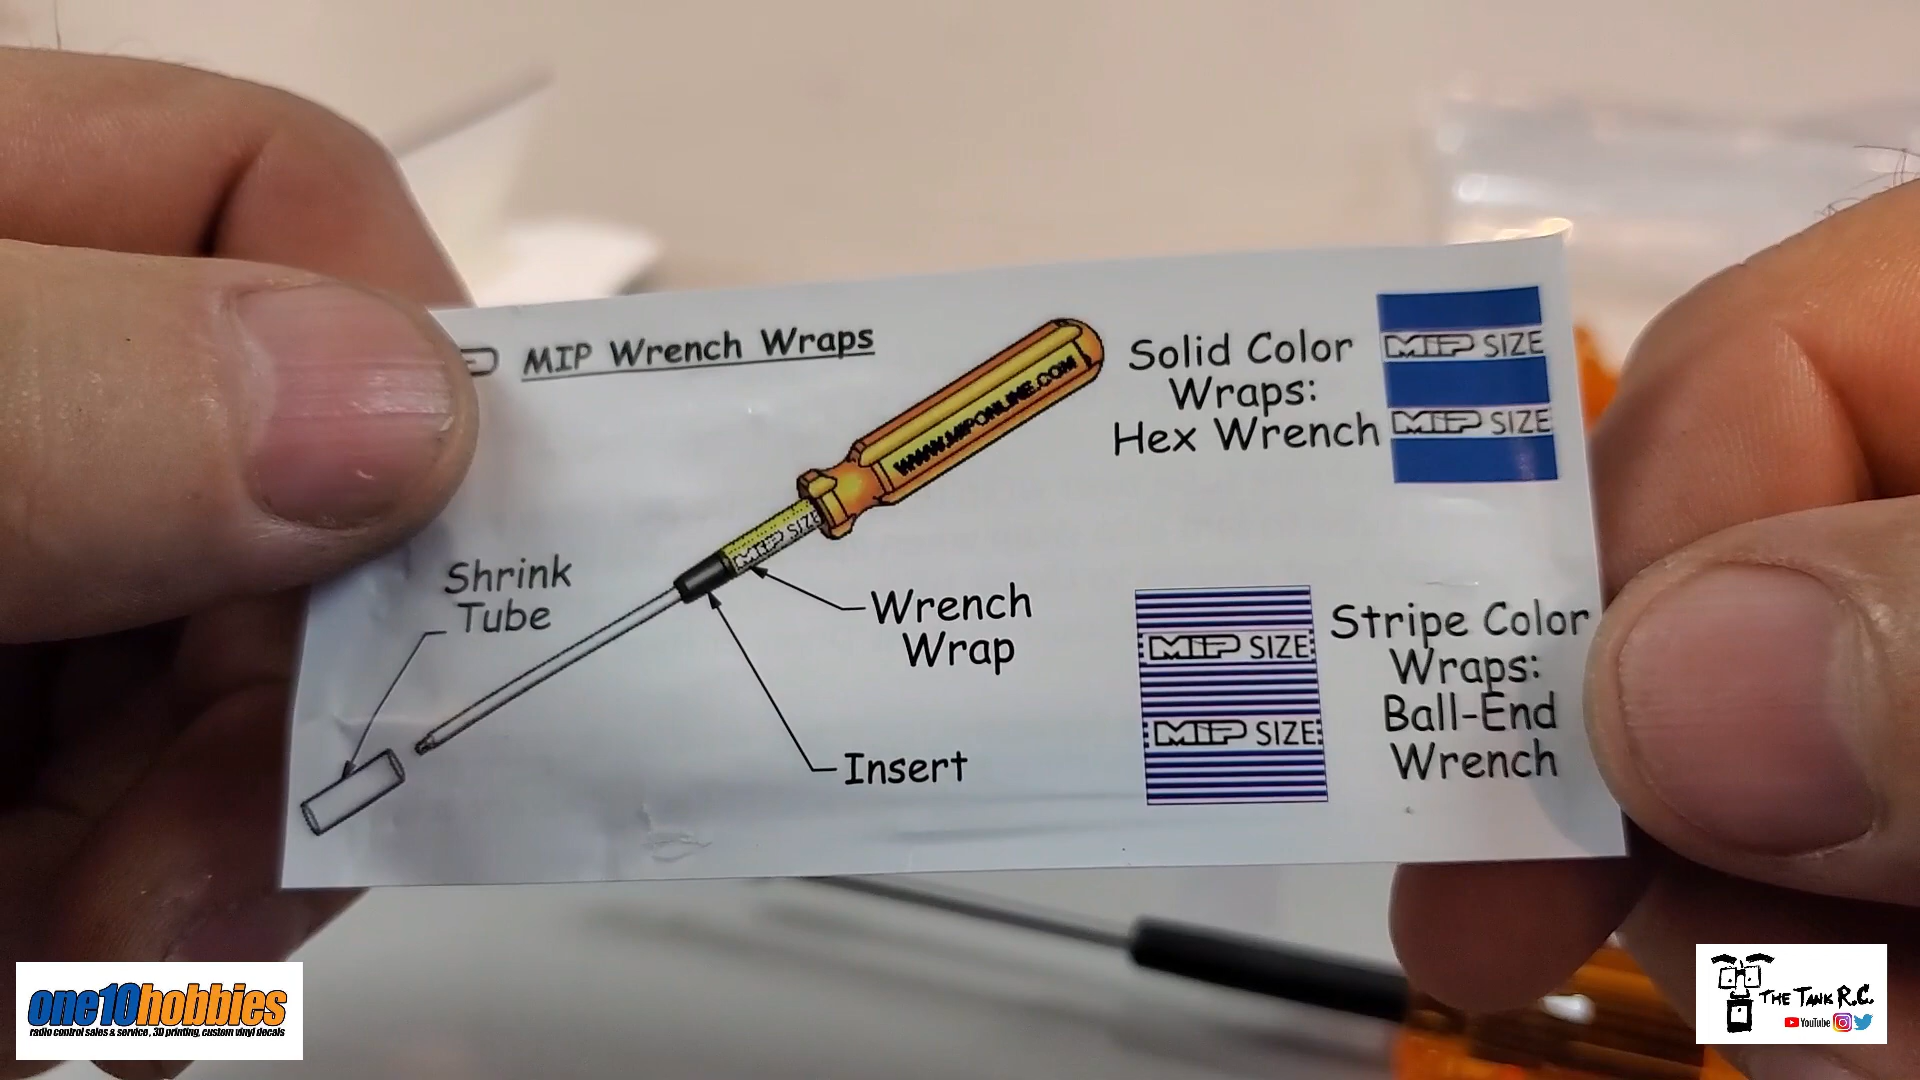 MIP Wrench Wraps
WWW.MIPONLINE.COM
MIP SIZE
Shrink
Tube
Wrench
Wrap
Insert
Solid Color
Wraps:
Hex Wrench
MIP SIZE
MIP SIZE
MIP SIZE
MIP SIZE
Stripe Color
Wraps:
Ball-End
Wrench
one10hobbies
radio control sales & service, 3D printing, custom vinyl decals
THE TANK R.C.
YouTube